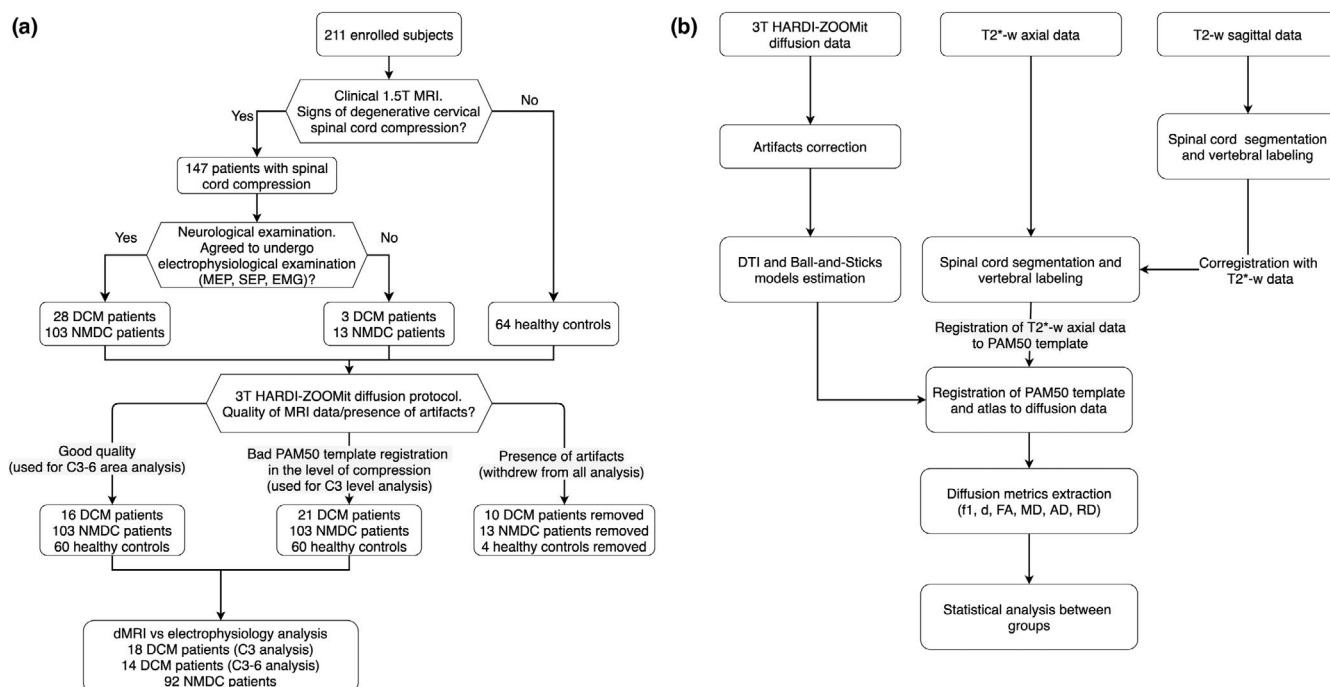 (a)
211 enrolled subjects
Clinical 1.5T MRI.
Signs of degenerative cervical
spinal cord compression?
Yes
No
147 patients with spinal
cord compression
Neurological examination.
Agreed to undergo
electrophysiological examination
(MEP, SEP, EMG)?
Yes
No
28 DCM patients
103 NMDC patients
3 DCM patients
13 NMDC patients
64 healthy controls
3T HARDI-ZOOMit diffusion protocol.
Quality of MRI data/presence of artifacts?
Good quality
(used for C3-6 area analysis)
Bad PAM50 template registration
in the level of compression
(used for C3 level analysis)
Presence of artifacts
(withdrew from all analysis)
16 DCM patients
103 NMDC patients
60 healthy controls
21 DCM patients
103 NMDC patients
60 healthy controls
10 DCM patients removed
13 NMDC patients removed
4 healthy controls removed
dMRI vs electrophysiology analysis
18 DCM patients (C3 analysis)
14 DCM patients (C3-6 analysis)
92 NMDC patients
(b)
3T HARDI-ZOOMit
diffusion data
T2*-w axial data
T2-w sagittal data
Artifacts correction
Spinal cord segmentation
and vertebral labeling
DTI and Ball-and-Sticks
models estimation
Spinal cord segmentation and
vertebral labeling
Corregistration with
T2*-w data
Registration of T2*-w axial data
to PAM50 template
Registration of PAM50 template
and atlas to diffusion data
Diffusion metrics extraction
(f1, d, FA, MD, AD, RD)
Statistical analysis between
groups